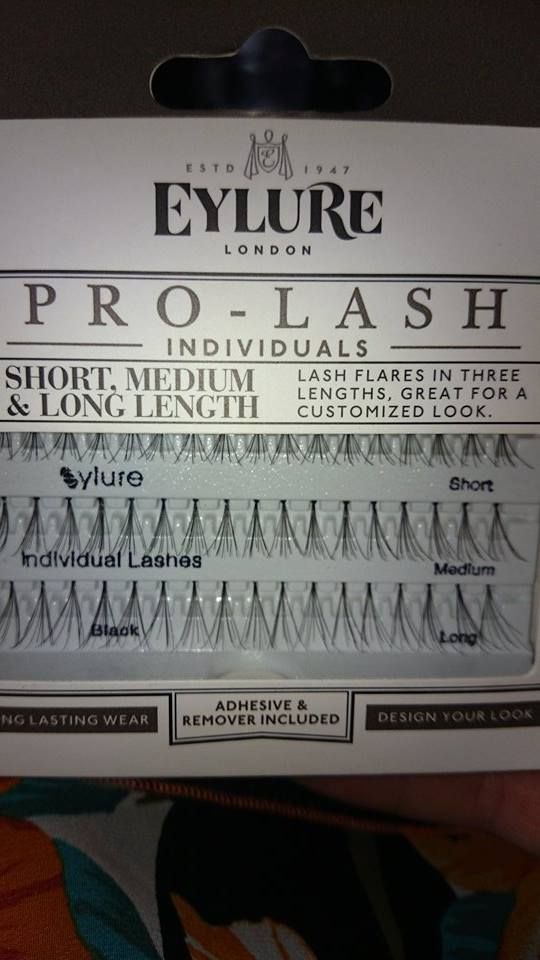 ESTD 1947
EYLURE
LONDON
PRO-LASH
INDIVIDUALS
SHORT, MEDIUM
& LONG LENGTH
LASH FLARES IN THREE
LENGTHS, GREAT FOR A
CUSTOMIZED LOOK.
eylure
Short
Individual Lashes
Medium
Black
Long
NG LASTING WEAR
ADHESIVE &
REMOVER INCLUDED
DESIGN YOUR LOOK